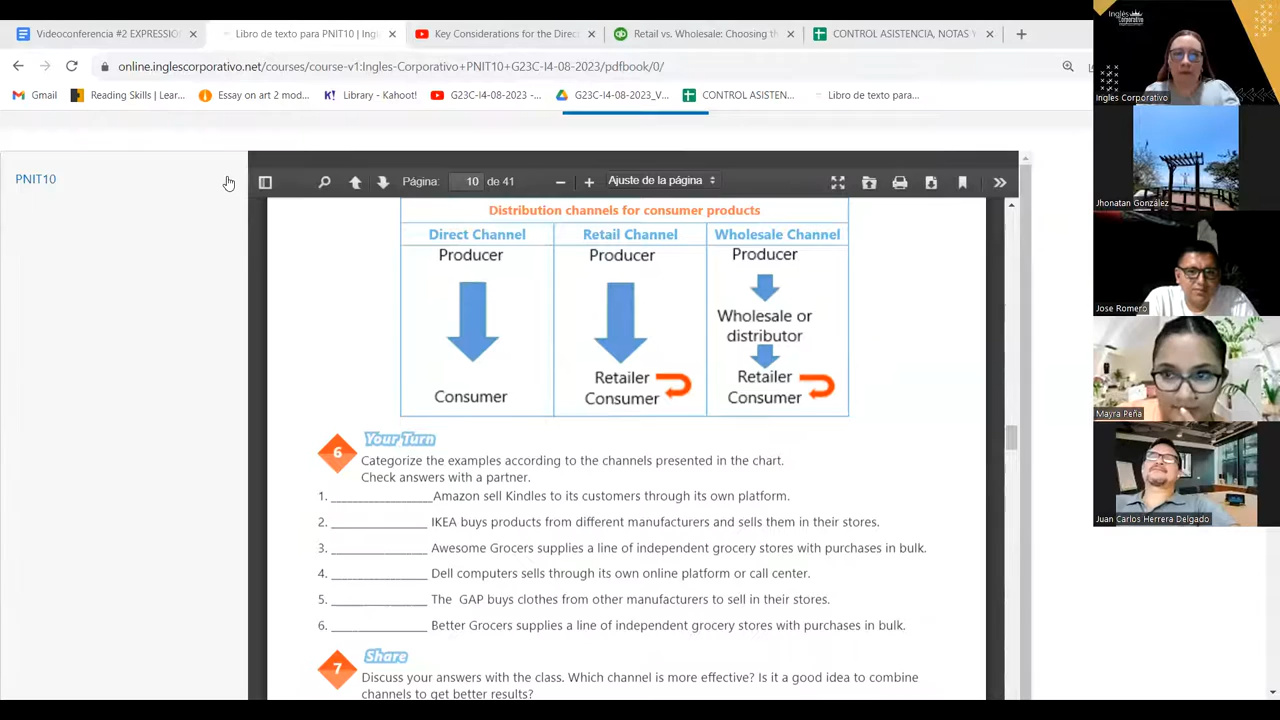 Videoconferencia #2 EXPRESSION
Libro de texto para PNIT10 | Ingl
Key Considerations for the Direc
Retail vs. Wholesale: Choosing th
CONTROL ASISTENCIA, NOTAS Y
online.inglescorporativo.net/courses/course-v1:Ingles-Corporativo+PNIT10+G23C-I4-08-2023/pdfbook/0/
Gmail
Reading Skills | Lear...
Essay on art 2 mod...
Library - Kahoot!
G23C-I4-08-2023 -...
G23C-I4-08-2023_V...
CONTROL ASISTEN...
Libro de texto para...
PNIT10
Página: 10 de 41
Ajuste de la página
Distribution channels for consumer products
Direct Channel
Retail Channel
Wholesale Channel
Producer
Consumer
Producer
Retailer
Consumer
Producer
Wholesale or
distributor
Retailer
Consumer
6 Your Turn
Categorize the examples according to the channels presented in the chart.
Check answers with a partner.
1. _________________Amazon sell Kindles to its customers through its own platform.
2. ________________ IKEA buys products from different manufacturers and sells them in their stores.
3. ________________ Awesome Grocers supplies a line of independent grocery stores with purchases in bulk.
4. ________________ Dell computers sells through its own online platform or call center.
5. ________________ The GAP buys clothes from other manufacturers to sell in their stores.
6. ________________ Better Grocers supplies a line of independent grocery stores with purchases in bulk.
7 Share
Discuss your answers with the class. Which channel is more effective? Is it a good idea to combine
channels to get better results?
Inglés
Corporativo
Ingles Corporativo
Jhonatan González
Jose Romero
Mayra Peña
Juan Carlos Herrera Delgado